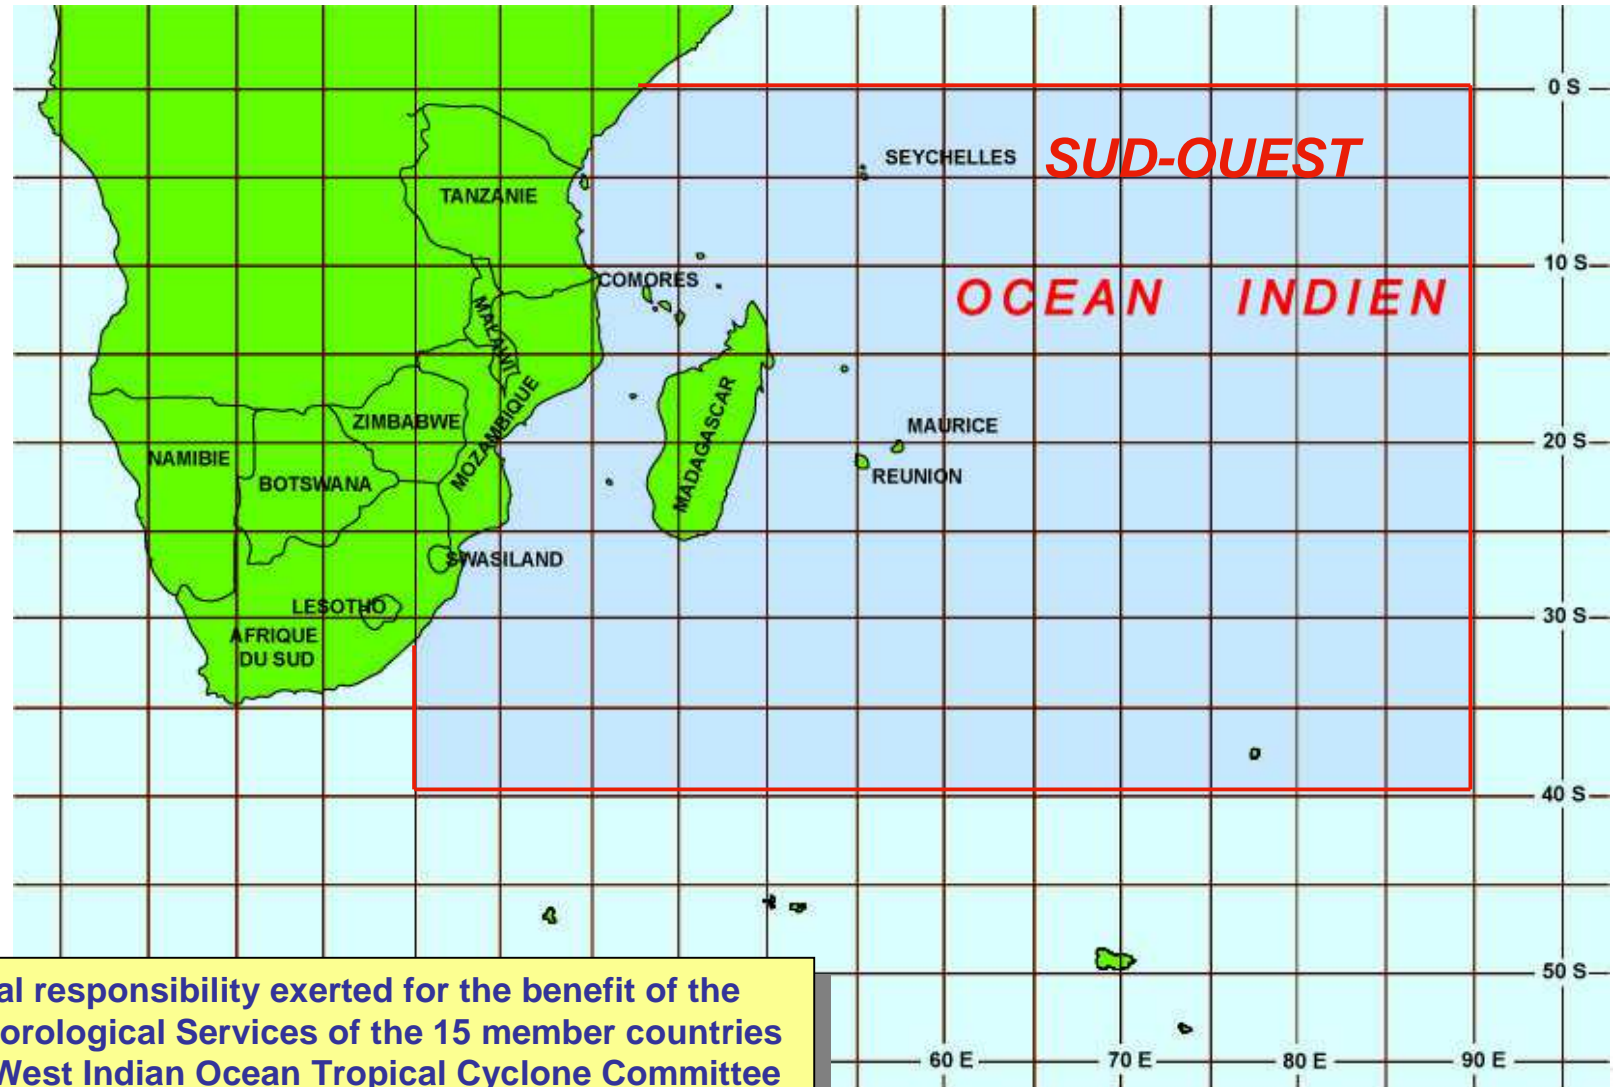 0 S
SEYCHELLES
SUD-OUEST
TANZANIE
10 S
COMORES
OCEAN INDIEN
MALAWI
MADAGASCAR
MOZAMBIQUE
ZIMBABWE
MAURICE
20 S
NAMIBIE
BOTSWANA
REUNION
SWASILAND
LESOTHO
30 S
AFRIQUE
DU SUD
40 S
50 S
al responsibility exerted for the benefit of the
orological Services of the 15 member countries
West Indian Ocean Tropical Cyclone Committee
60 E
70 E
80 E
90 E